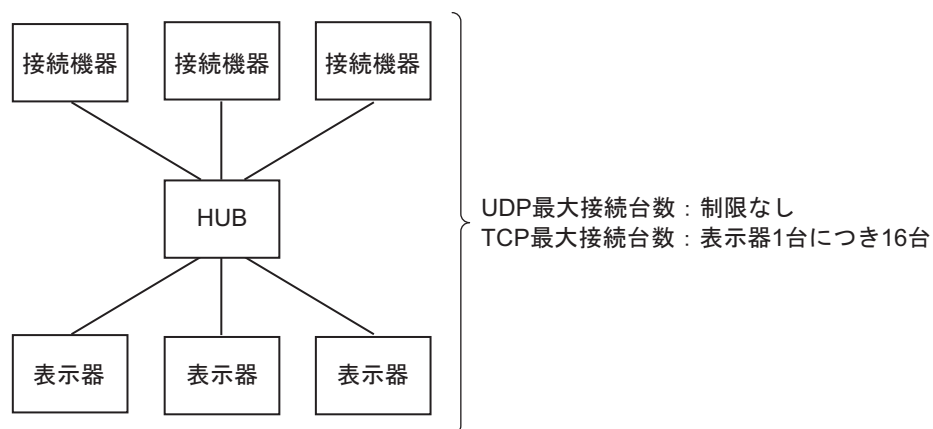 接続機器
接続機器
接続機器
HUB
UDP最大接続台数：制限なし
TCP最大接続台数：表示器1台につき16台
表示器
表示器
表示器